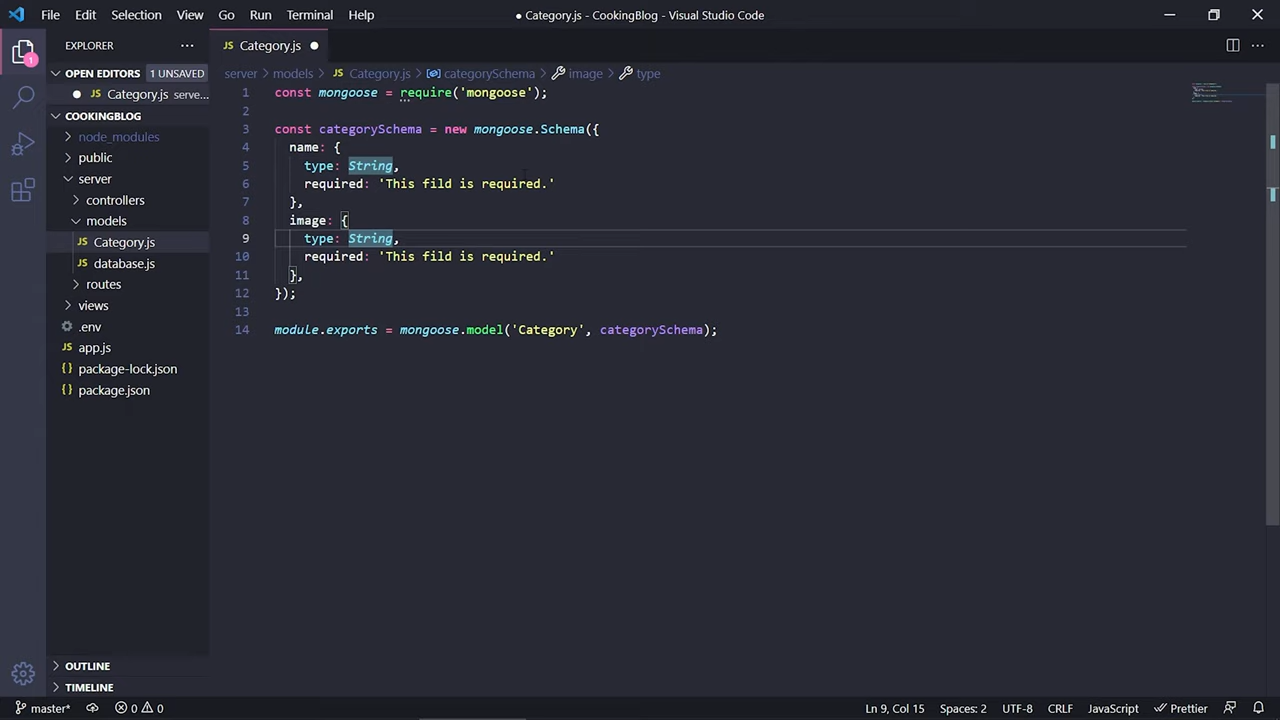 File Edit Selection View Go Run Terminal Help
● Category.js - CookingBlog - Visual Studio Code
EXPLORER
OPEN EDITORS 1 UNSAVED
JS Category.js serve...
COOKINGBLOG
node_modules
public
server
controllers
models
JS Category.js
JS database.js
routes
views
.env
JS app.js
{} package-lock.json
{} package.json
OUTLINE
TIMELINE
1
JS Category.js
server > models > JS Category.js > categorySchema > image > type
1 const mongoose = require('mongoose');
2
3 const categorySchema = new mongoose.Schema({
4 name: {
5 type: String,
6 required: 'This fild is required.'
7 },
8 image: {
9 type: String,
10 required: 'This fild is required.'
11 },
12 });
13
14 module.exports = mongoose.model('Category', categorySchema);
master* 0 0 Ln 9, Col 15 Spaces: 2 UTF-8 CRLF JavaScript Prettier